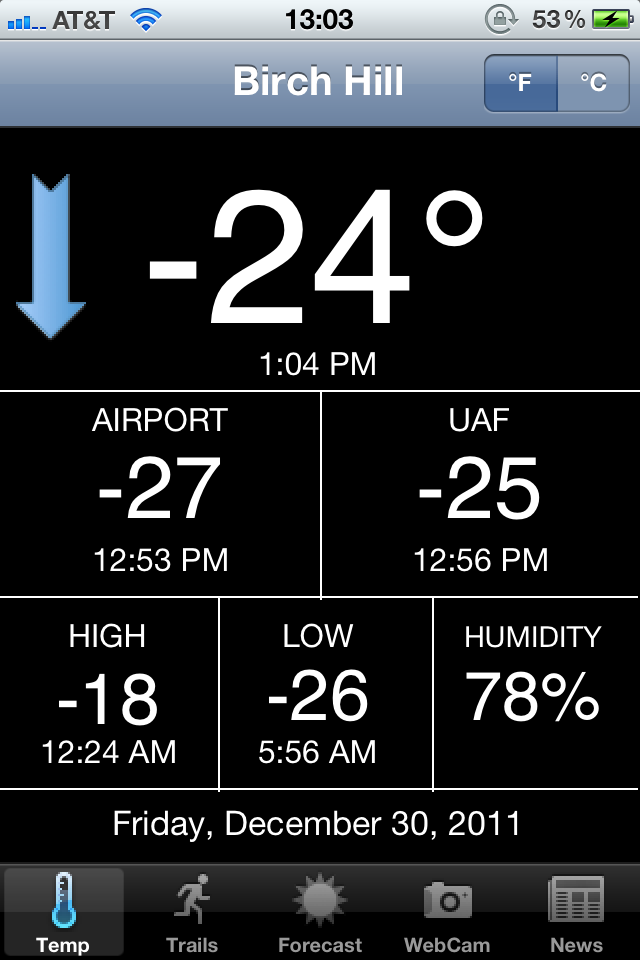 AT&T 13:03 53%
Birch Hill °F °C
-24°
1:04 PM
AIRPORT UAF
-27 -25
12:53 PM 12:56 PM
HIGH LOW HUMIDITY
-18 -26 78%
12:24 AM 5:56 AM
Friday, December 30, 2011
Temp Trails Forecast WebCam News